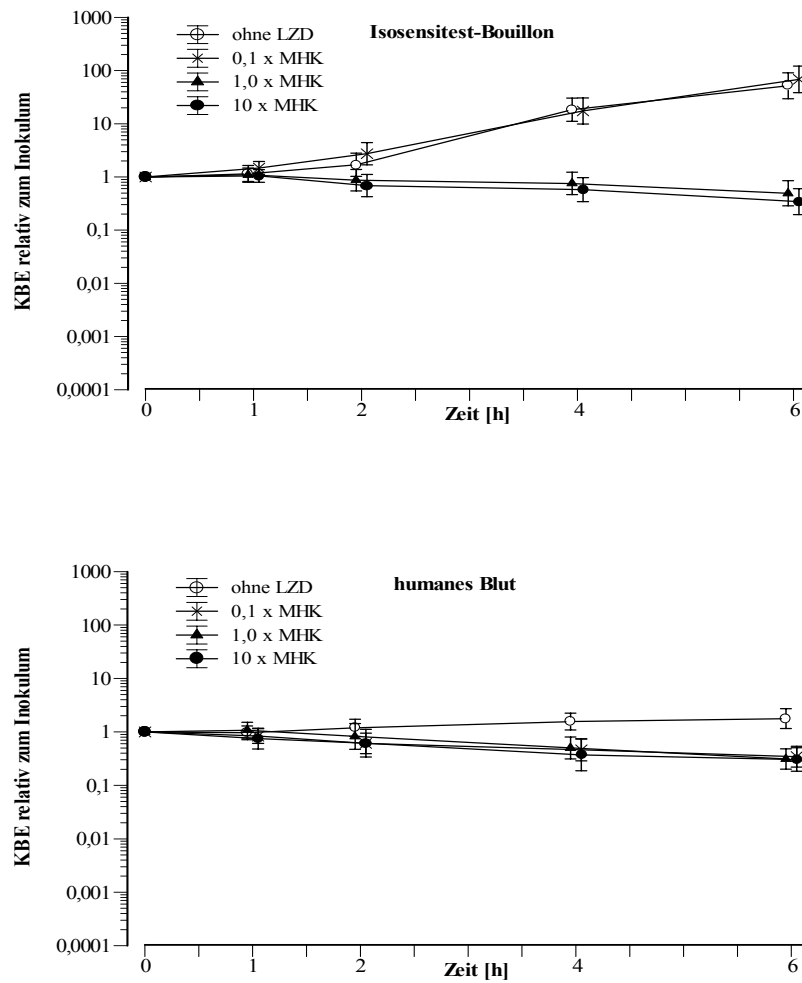 Isosensitest-Bouillon
ohne LZD
0,1 x MHK
1,0 x MHK
10 x MHK
KBE relativ zum Inokulum
1000
100
10
1
0,1
0,01
0,001
0,0001
0 1 2 4 6
Zeit [h]
humanes Blut
ohne LZD
0,1 x MHK
1,0 x MHK
10 x MHK
KBE relativ zum Inokulum
1000
100
10
1
0,1
0,01
0,001
0,0001
0 1 2 4 6
Zeit [h]